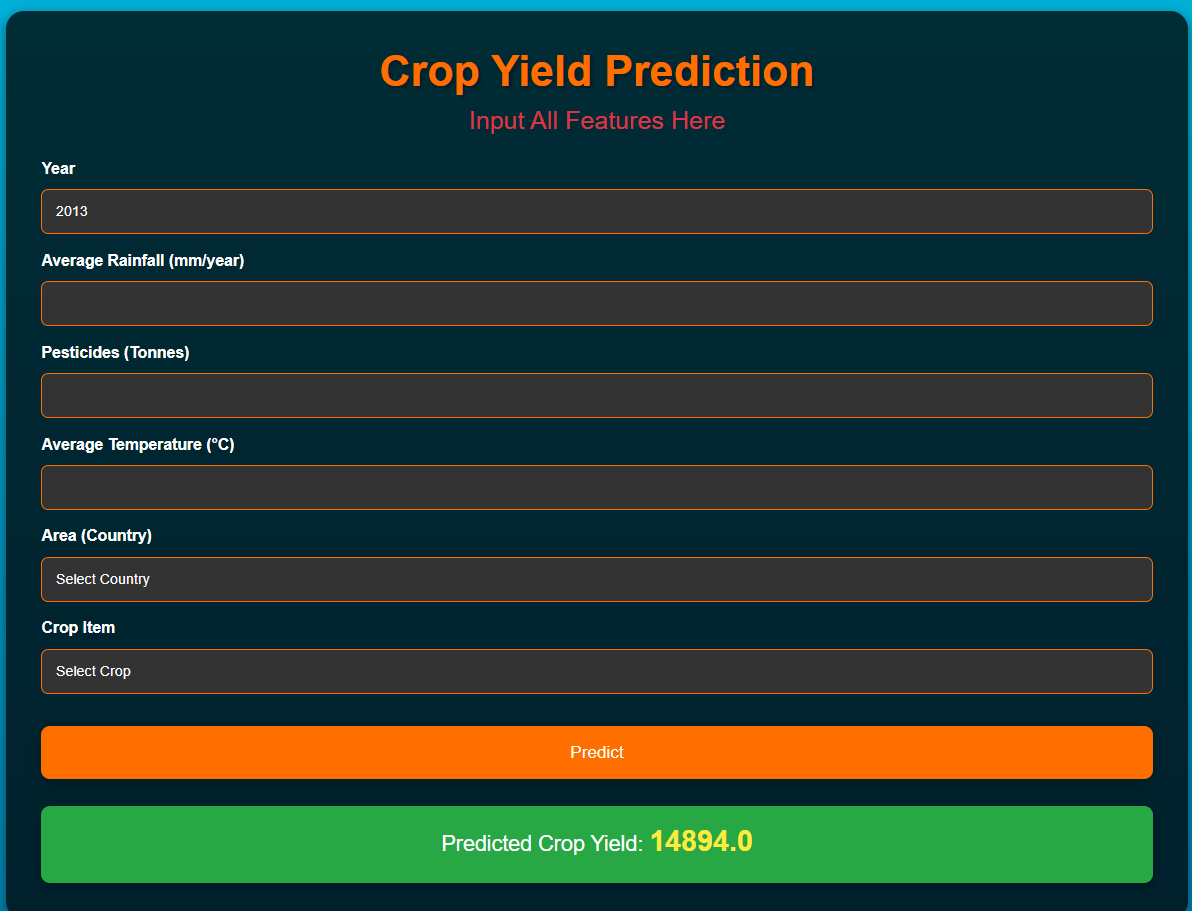 Crop Yield Prediction
Input All Features Here
Year
2013
Average Rainfall (mm/year)
Pesticides (Tonnes)
Average Temperature (°C)
Area (Country)
Select Country
Crop Item
Select Crop
Predict
Predicted Crop Yield: 14894.0